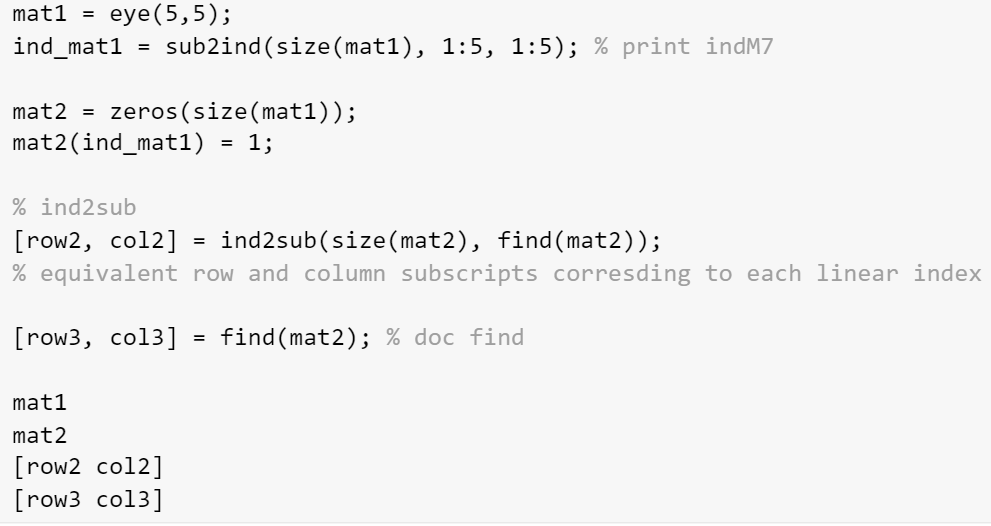 mat1 = eye(5,5);
ind_mat1 = sub2ind(size(mat1), 1:5, 1:5); % print indM7
mat2 = zeros(size(mat1));
mat2(ind_mat1) = 1;
% ind2sub
[row2, col2] = ind2sub(size(mat2), find(mat2));
% equivalent row and column subscripts corresding to each linear index
[row3, col3] = find(mat2); % doc find
mat1
mat2
[row2 col2]
[row3 col3]